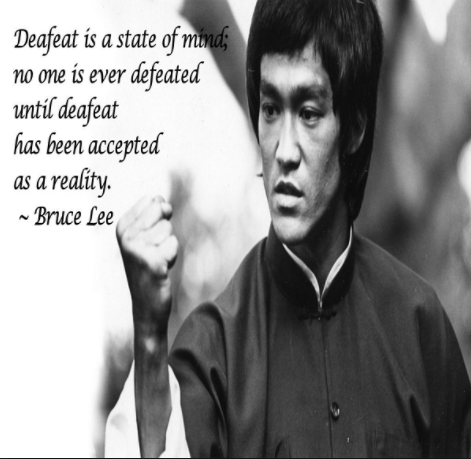 Deafeat is a state of mind;
no one is ever defeated
until deafeat
has been accepted
as a reality.
~ Bruce Lee